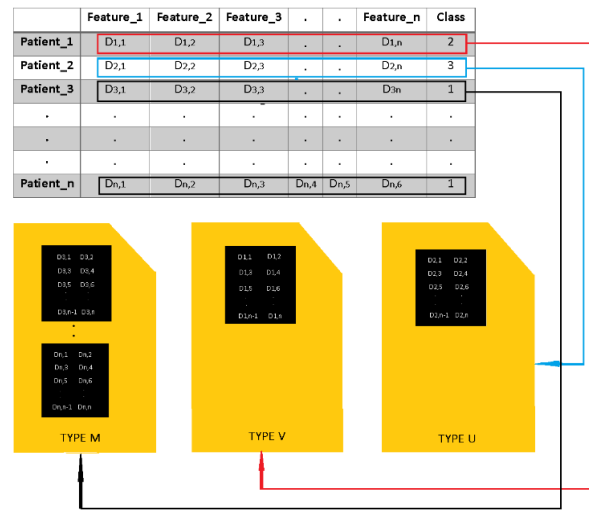 Feature_1 Feature_2 Feature_3 . . Feature_n Class
Patient_1 D1,1 D1,2 D1,3 . . D1,n 2
Patient_2 D2,1 D2,2 D2,3 . . D2,n 3
Patient_3 D3,1 D3,2 D3,3 . . D3n 1
. . . . . . .
. . . . . . .
. . . . . . .
Patient_n Dn,1 Dn,2 Dn,3 Dn,4 Dn,5 Dn,6 1
D3,1 D3,2
D3,3 D3,4
D3,5 D3,6
. .
D3,n-1 D3,n
:
Dn,1 Dn,2
Dn,3 Dn,4
Dn,5 Dn,6
.
Dn,n-1 Dn,n
TYPE M
D1,1 D1,2
D1,3 D1,4
D1,5 D1,6
. .
D1,n-1 D1,n
TYPE V
D2,1 D2,2
D2,3 D2,4
D2,5 D2,6
. .
D2,n-1 D2,n
TYPE U